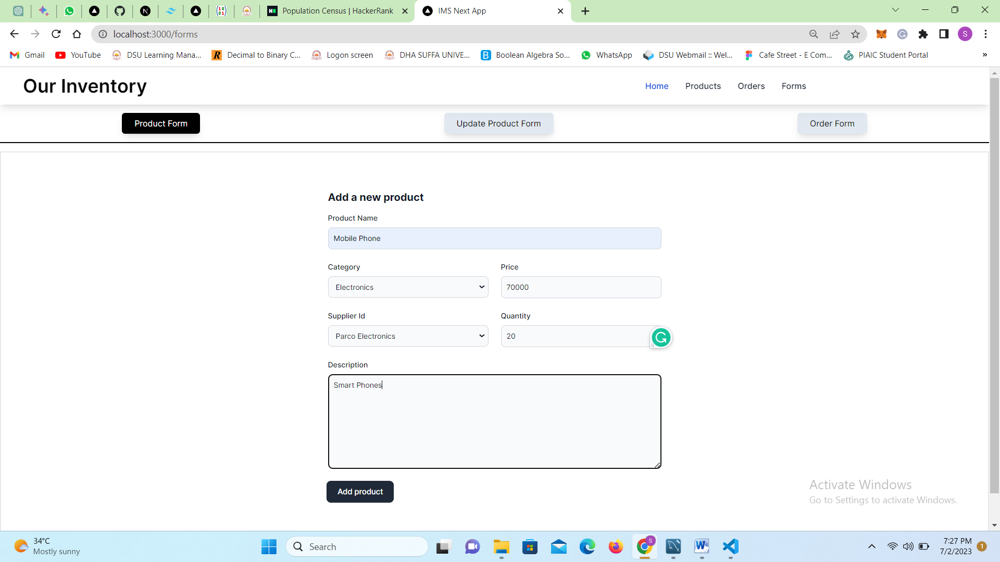 Population Census | HackerRank
IMS Next App
localhost:3000/forms
S
Gmail
YouTube
DSU Learning Mana...
Decimal to Binary C...
Logon screen
DHA SUFFA UNIVE...
Boolean Algebra So...
WhatsApp
DSU Webmail :: Wel...
Cafe Street - E Com...
PIAIC Student Portal
»
Our Inventory
Home
Products
Orders
Forms
Product Form
Update Product Form
Order Form
Add a new product
Product Name
Mobile Phone
Category
Price
Electronics
70000
Supplier Id
Quantity
Parco Electronics
20
Description
Smart Phones
Add product
Activate Windows
Go to Settings to activate Windows.
34°C
Mostly sunny
Search
7:27 PM
7/2/2023
1